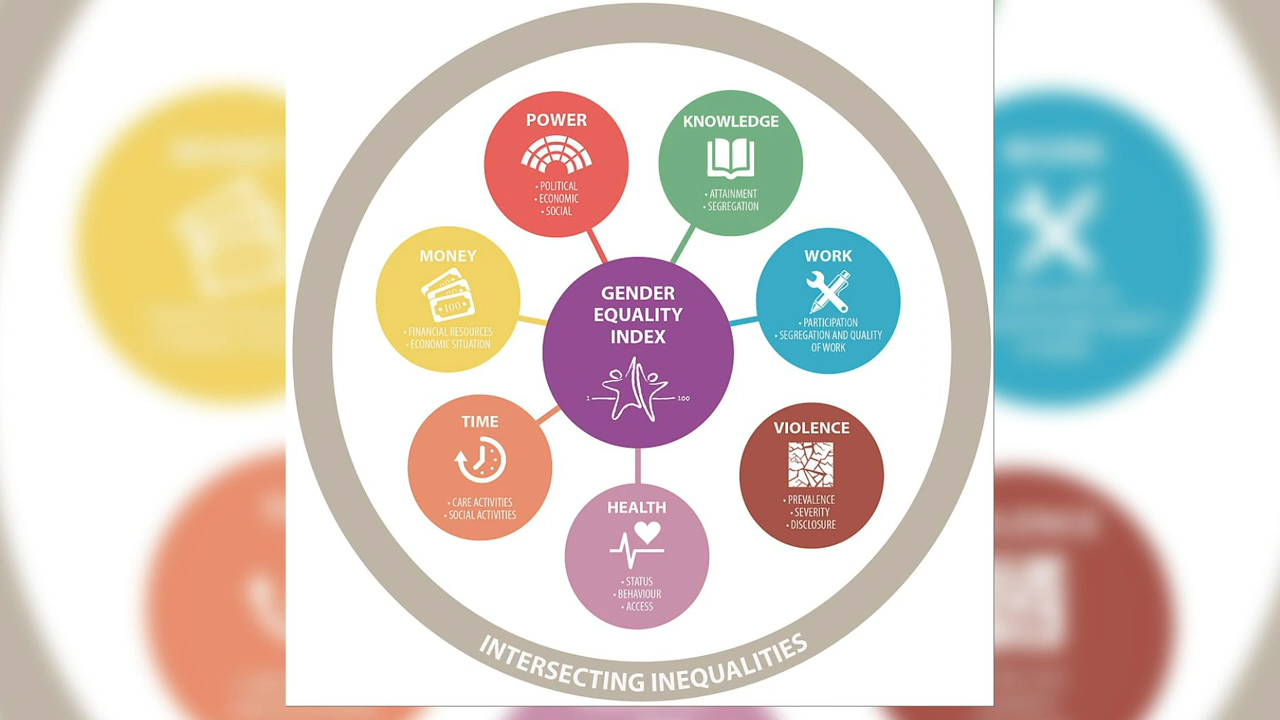 POWER
• POLITICAL
• ECONOMIC
• SOCIAL
KNOWLEDGE
• ATTAINMENT
• SEGREGATION
MONEY
100
• FINANCIAL RESOURCES
• ECONOMIC SITUATION
GENDER
EQUALITY
INDEX
1
100
WORK
• PARTICIPATION
• SEGREGATION AND QUALITY
OF WORK
TIME
• CARE ACTIVITIES
• SOCIAL ACTIVITIES
VIOLENCE
• PREVALENCE
• SEVERITY
• DISCLOSURE
HEALTH
• STATUS
• BEHAVIOUR
• ACCESS
INTERSECTING INEQUALITIES